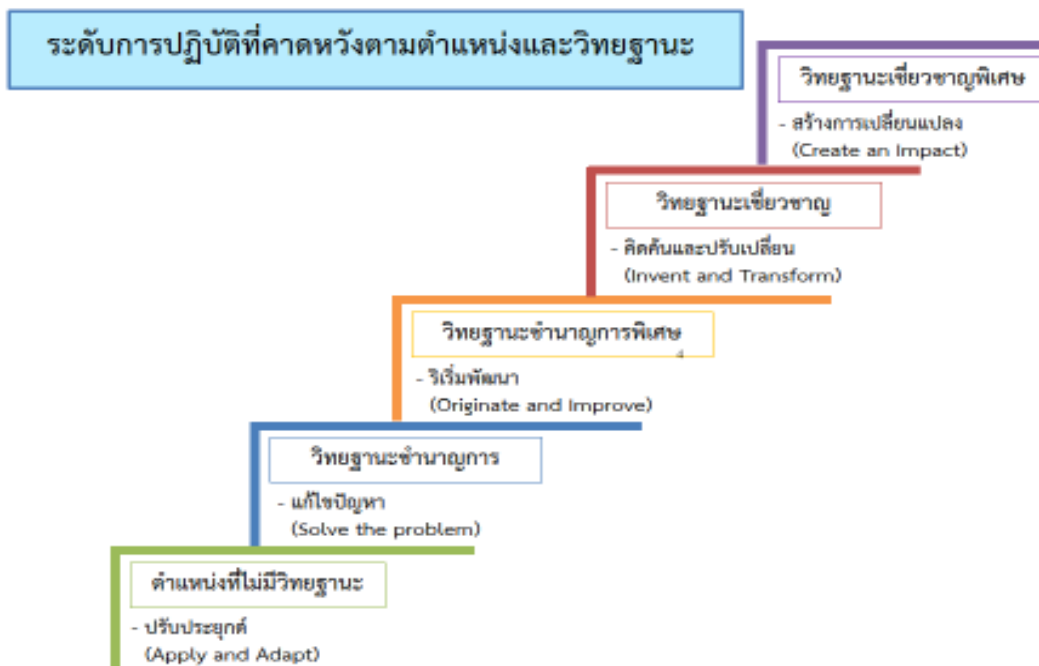 ระดับการปฏิบัติที่คาดหวังตามตำแหน่งและวิทยฐานะ
วิทยฐานะเชี่ยวชาญพิเศษ
- สร้างการเปลี่ยนแปลง
(Create an Impact)
วิทยฐานะเชี่ยวชาญ
- คิดค้นและปรับเปลี่ยน
(Invent and Transform)
วิทยฐานะชำนาญการพิเศษ
4
- ริเริ่มพัฒนา
(Originate and Improve)
วิทยฐานะชำนาญการ
- แก้ไขปัญหา
(Solve the problem)
ตำแหน่งที่ไม่มีวิทยฐานะ
- ปรับประยุกต์
(Apply and Adapt)